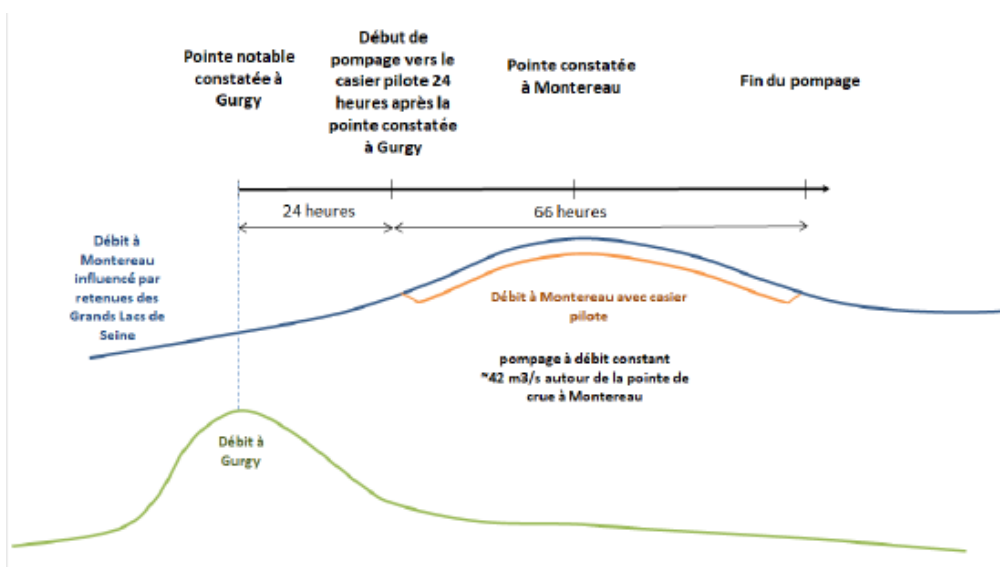 Pointe notable
constatée à
Gurgy
Début de
pompage vers le
casier pilote 24
heures après la
pointe constatée
à Gurgy
Pointe constatée
à Montereau
Fin du pompage
24 heures
66 heures
Débit à
Montereau
influencé par
retenues des
Grands Lacs de
Seine
Débit à Montereau avec casier
pilote
pompage à débit constant
~42 m3/s autour de la pointe de
crue à Montereau
Débit à
Gurgy